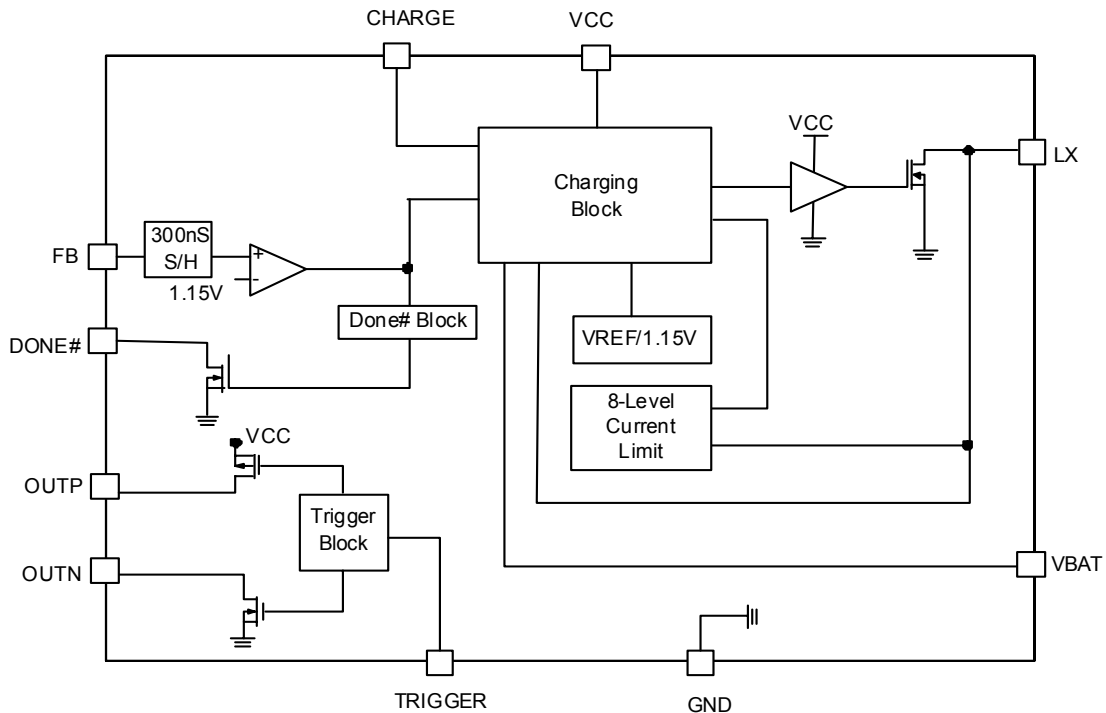 CHARGE
VCC
VCC
LX
Charging
Block
300nS
S/H
FB
+
-
1.15V
Done# Block
VREF/1.15V
DONE#
8-Level
Current
Limit
VCC
OUTP
Trigger
Block
OUTN
VBAT
TRIGGER
GND